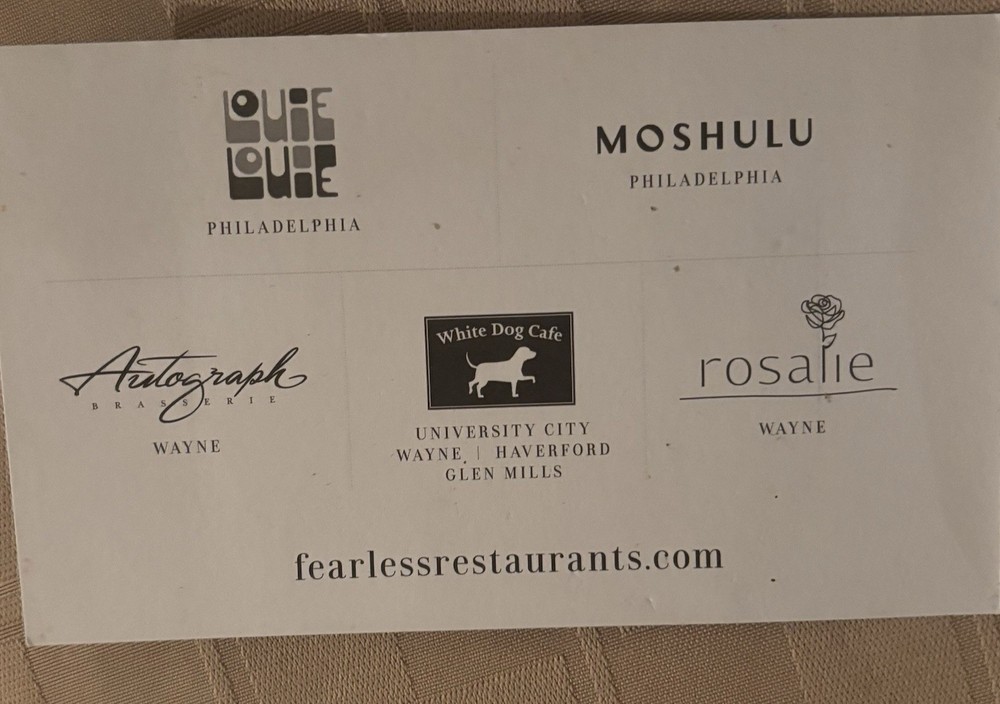 LOUIE
LOUIE
PHILADELPHIA
MOSHULU
PHILADELPHIA
Autograph
BRASSERIE
WAYNE
White Dog Cafe
UNIVERSITY CITY
WAYNE | HAVERFORD
GLEN MILLS
rosalie
WAYNE
fearlessrestaurants.com